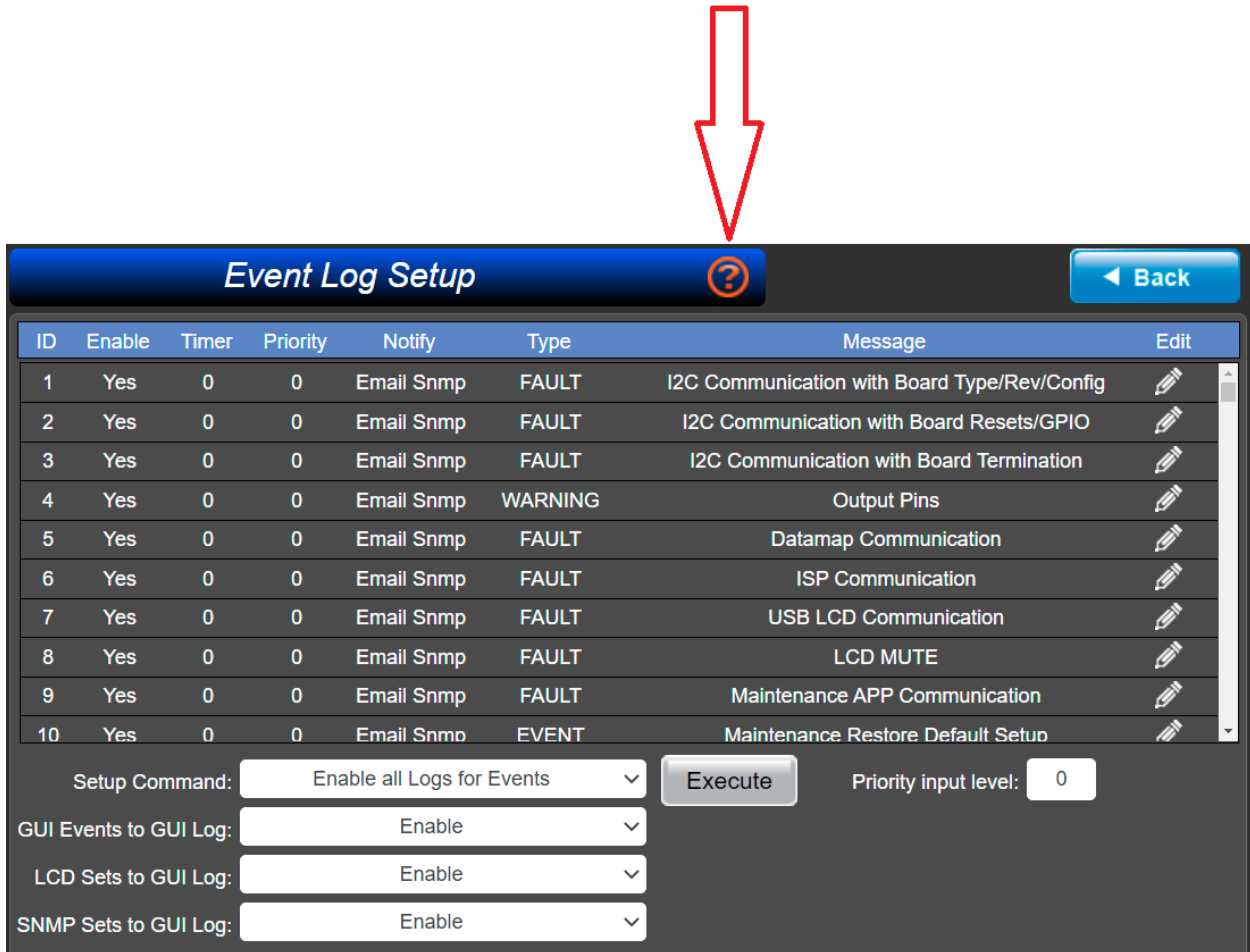 Event Log Setup ?
◄ Back
ID Enable Timer Priority Notify Type Message Edit
1 Yes 0 0 Email Snmp FAULT I2C Communication with Board Type/Rev/Config
2 Yes 0 0 Email Snmp FAULT I2C Communication with Board Resets/GPIO
3 Yes 0 0 Email Snmp FAULT I2C Communication with Board Termination
4 Yes 0 0 Email Snmp WARNING Output Pins
5 Yes 0 0 Email Snmp FAULT Datamap Communication
6 Yes 0 0 Email Snmp FAULT ISP Communication
7 Yes 0 0 Email Snmp FAULT USB LCD Communication
8 Yes 0 0 Email Snmp FAULT LCD MUTE
9 Yes 0 0 Email Snmp FAULT Maintenance APP Communication
10 Yes 0 0 Email Snmp EVENT Maintenance Restore Default Setup
Setup Command: Enable all Logs for Events Execute Priority input level: 0
GUI Events to GUI Log: Enable
LCD Sets to GUI Log: Enable
SNMP Sets to GUI Log: Enable